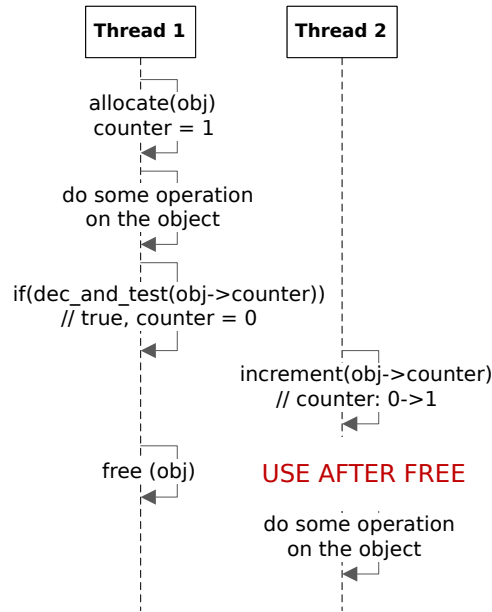 Thread 1
Thread 2
allocate(obj)
counter = 1
do some operation
on the object
if(dec_and_test(obj->counter))
// true, counter = 0
increment(obj->counter)
// counter: 0->1
free (obj)
USE AFTER FREE
do some operation
on the object